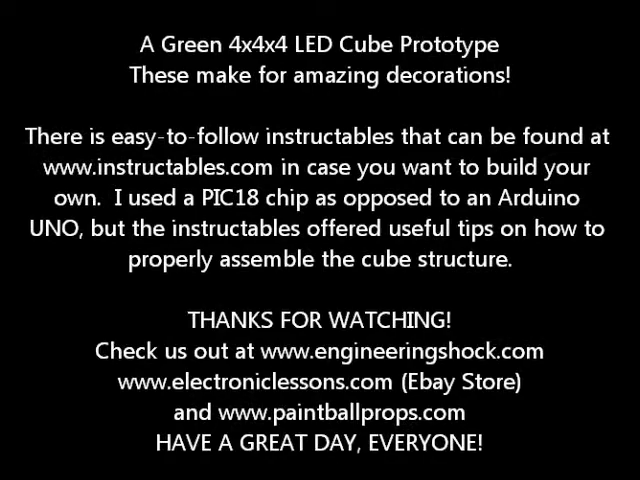 A Green 4x4x4 LED Cube Prototype
These make for amazing decorations!
There is easy-to-follow instructables that can be found at
www.instructables.com in case you want to build your
own.  I used a PIC18 chip as opposed to an Arduino
UNO, but the instructables offered useful tips on how to
properly assemble the cube structure.
THANKS FOR WATCHING!
Check us out at www.engineeringshock.com
www.electroniclessons.com (Ebay Store)
and www.paintballprops.com
HAVE A GREAT DAY, EVERYONE!